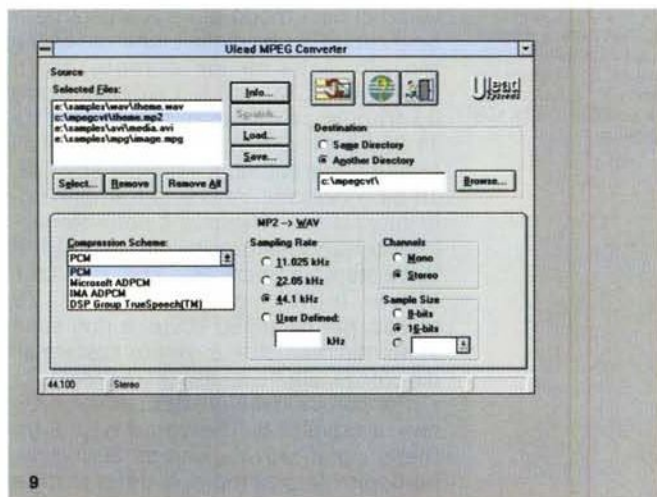 Ulead MPEG Converter
Source
Selected Files:
e:\samples\wav\theme.wav
c:\mpegcvt\theme.mp2
e:\samples\avi\media.avi
e:\samples\mpg\image.mpg
Info...
Load...
Save...
Select... Remove Remove All
Ulead
Systems
Destination
Same Directory
Another Directory
c:\mpegcvt\
Browse...
MP2 --> WAV
Compression Scheme:
PCM
PCM
Microsoft ADPCM
IMA ADPCM
DSP Group TrueSpeech(TM)
Sampling Rate
11.025 kHz
22.05 kHz
44.1 kHz
User Defined:
kHz
Channels
Mono
Stereo
Sample Size
8-bits
16-bits
44.100 Stereo
9